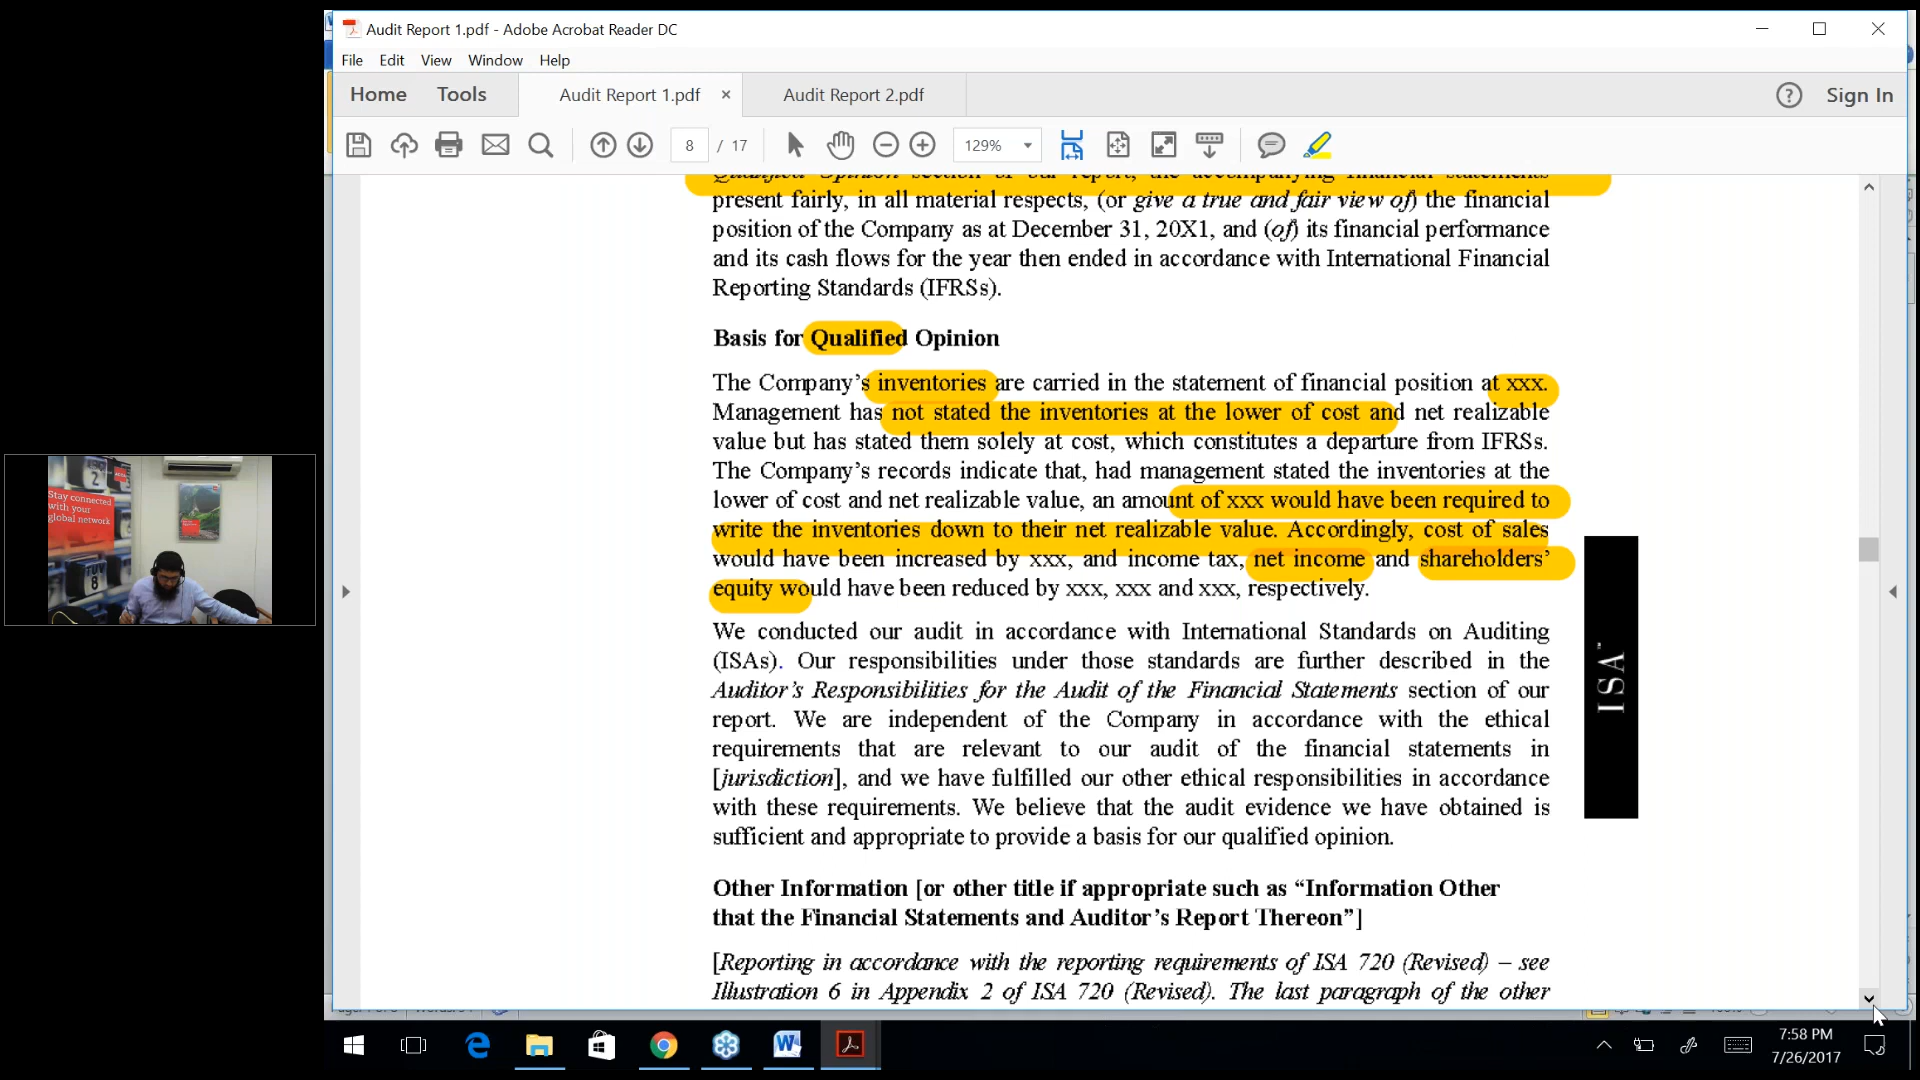 Audit Report 1.pdf - Adobe Acrobat Reader DC
File Edit View Window Help
Home Tools Audit Report 1.pdf × Audit Report 2.pdf Sign In
8 / 17 129%
Qualified Opinion section of our report, the accompanying financial statements
present fairly, in all material respects, (or give a true and fair view of) the financial
position of the Company as at December 31, 20X1, and (of) its financial performance
and its cash flows for the year then ended in accordance with International Financial
Reporting Standards (IFRSs).
Basis for Qualified Opinion
The Company's inventories are carried in the statement of financial position at xxx.
Management has not stated the inventories at the lower of cost and net realizable
value but has stated them solely at cost, which constitutes a departure from IFRSs.
The Company's records indicate that, had management stated the inventories at the
lower of cost and net realizable value, an amount of xxx would have been required to
write the inventories down to their net realizable value. Accordingly, cost of sales
would have been increased by xxx, and income tax, net income and shareholders'
equity would have been reduced by xxx, xxx and xxx, respectively.
We conducted our audit in accordance with International Standards on Auditing
(ISAs). Our responsibilities under those standards are further described in the
Auditor's Responsibilities for the Audit of the Financial Statements section of our
report. We are independent of the Company in accordance with the ethical
requirements that are relevant to our audit of the financial statements in
[jurisdiction], and we have fulfilled our other ethical responsibilities in accordance
with these requirements. We believe that the audit evidence we have obtained is
sufficient and appropriate to provide a basis for our qualified opinion.
Other Information [or other title if appropriate such as “Information Other
that the Financial Statements and Auditor's Report Thereon”]
[Reporting in accordance with the reporting requirements of ISA 720 (Revised) – see
Illustration 6 in Appendix 2 of ISA 720 (Revised). The last paragraph of the other
ISA™
Stay connected
with your
global network
7:58 PM
7/26/2017